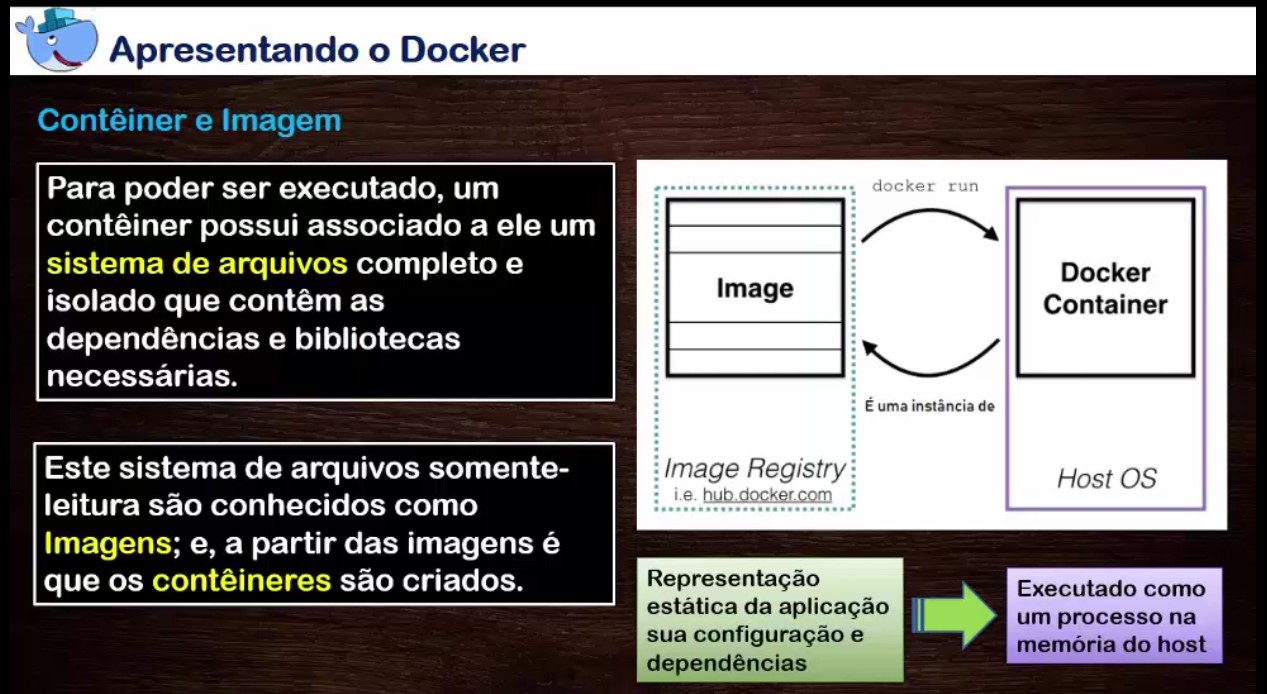 Apresentando o Docker
Contêiner e Imagem
Para poder ser executado, um
contêiner possui associado a ele um
sistema de arquivos completo e
isolado que contêm as
dependências e bibliotecas
necessárias.
Este sistema de arquivos somente-
leitura são conhecidos como
Imagens; e, a partir das imagens é
que os contêineres são criados.
docker run
Image
Docker
Container
É uma instância de
Image Registry
i.e. hub.docker.com
Host OS
Representação
estática da aplicação
sua configuração e
dependências
Executado como
um processo na
memória do host